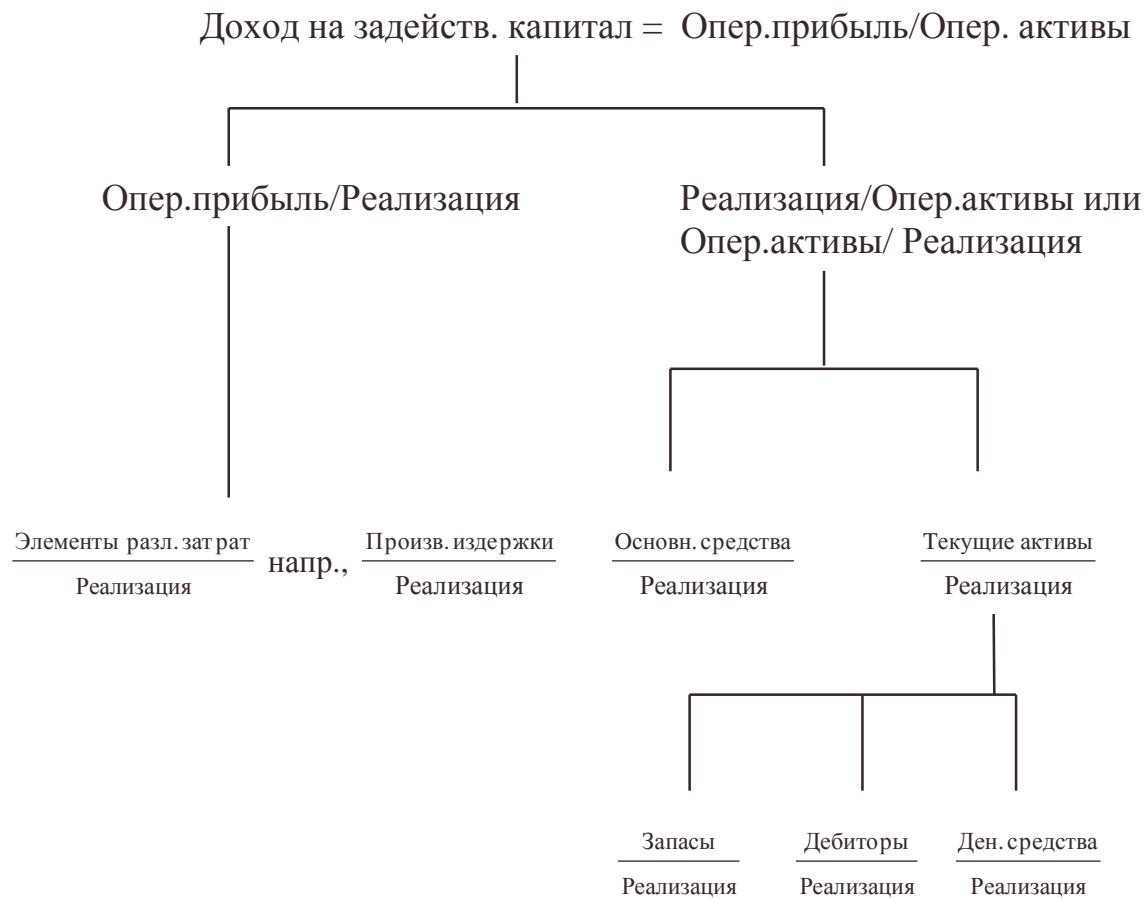 Доход на задейств. капитал = Опер.прибыль/Опер. активы
Опер.прибыль/Реализация
Реализация/Опер.активы или
Опер.активы/ Реализация
Элементы разл.затрат
Реализация
напр.,
Произв.издержки
Реализация
Основн.средства
Реализация
Текущие активы
Реализация
Запасы
Реализация
Дебиторы
Реализация
Ден.средства
Реализация